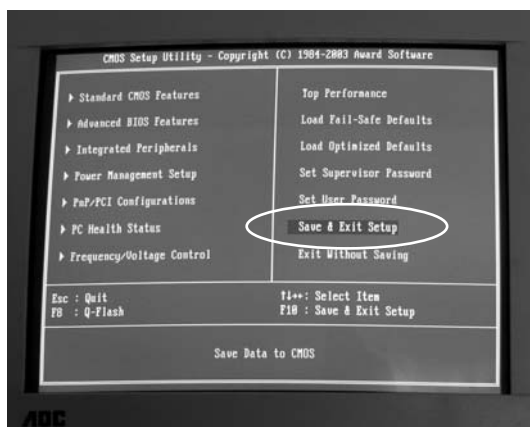 CMOS Setup Utility - Copyright (C) 1984-2003 Award Software
▶ Standard CMOS Features
▶ Advanced BIOS Features
▶ Integrated Peripherals
▶ Power Management Setup
▶ PnP/PCI Configurations
▶ PC Health Status
▶ Frequency/Voltage Control
Top Performance
Load Fail-Safe Defaults
Load Optimized Defaults
Set Supervisor Password
Set User Password
Save & Exit Setup
Exit Without Saving
Esc : Quit
F8 : Q-Flash
↑↓→←: Select Item
F10 : Save & Exit Setup
Save Data to CMOS
AOC